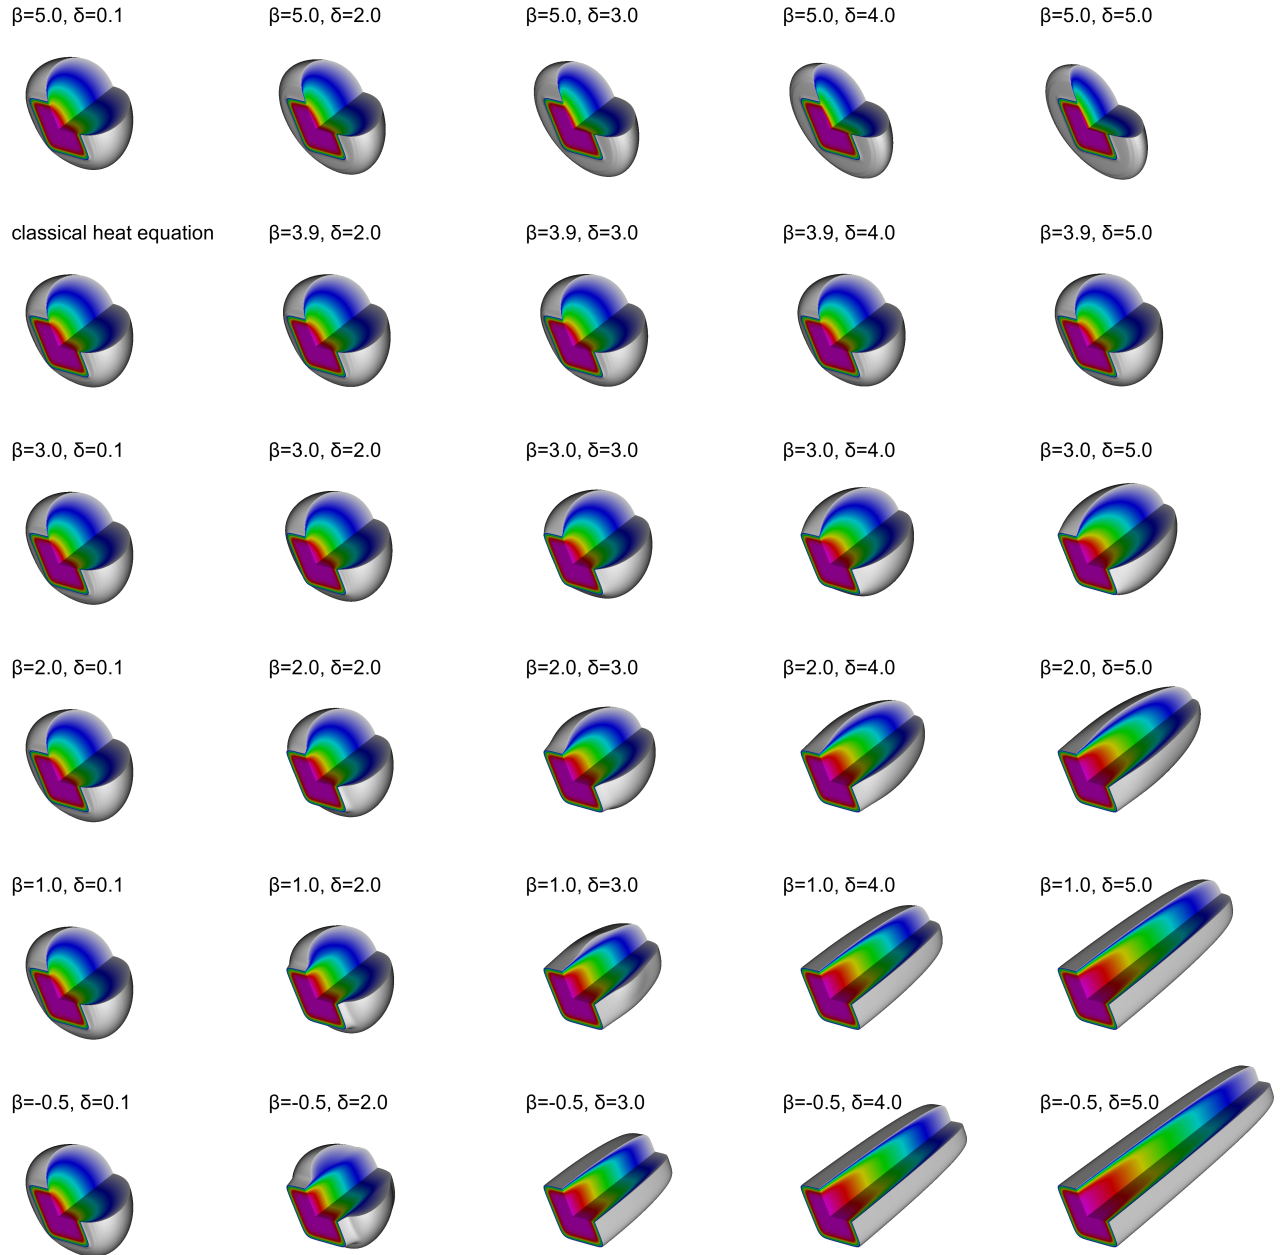 β=5.0, δ=0.1
β=5.0, δ=2.0
β=5.0, δ=3.0
β=5.0, δ=4.0
β=5.0, δ=5.0
classical heat equation
β=3.9, δ=2.0
β=3.9, δ=3.0
β=3.9, δ=4.0
β=3.9, δ=5.0
β=3.0, δ=0.1
β=3.0, δ=2.0
β=3.0, δ=3.0
β=3.0, δ=4.0
β=3.0, δ=5.0
β=2.0, δ=0.1
β=2.0, δ=2.0
β=2.0, δ=3.0
β=2.0, δ=4.0
β=2.0, δ=5.0
β=1.0, δ=0.1
β=1.0, δ=2.0
β=1.0, δ=3.0
β=1.0, δ=4.0
β=1.0, δ=5.0
β=-0.5, δ=0.1
β=-0.5, δ=2.0
β=-0.5, δ=3.0
β=-0.5, δ=4.0
β=-0.5, δ=5.0